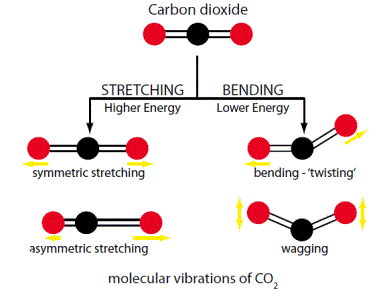 Carbon dioxide
STRETCHING
Higher Energy
BENDING
Lower Energy
symmetric stretching
bending - 'twisting'
asymmetric stretching
wagging
molecular vibrations of CO2